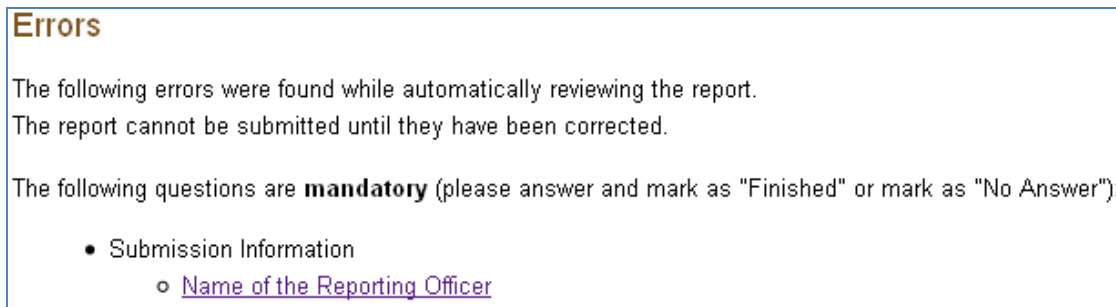 Errors
The following errors were found while automatically reviewing the report.
The report cannot be submitted until they have been corrected.
The following questions are mandatory (please answer and mark as "Finished" or mark as "No Answer"):
• Submission Information
o Name of the Reporting Officer